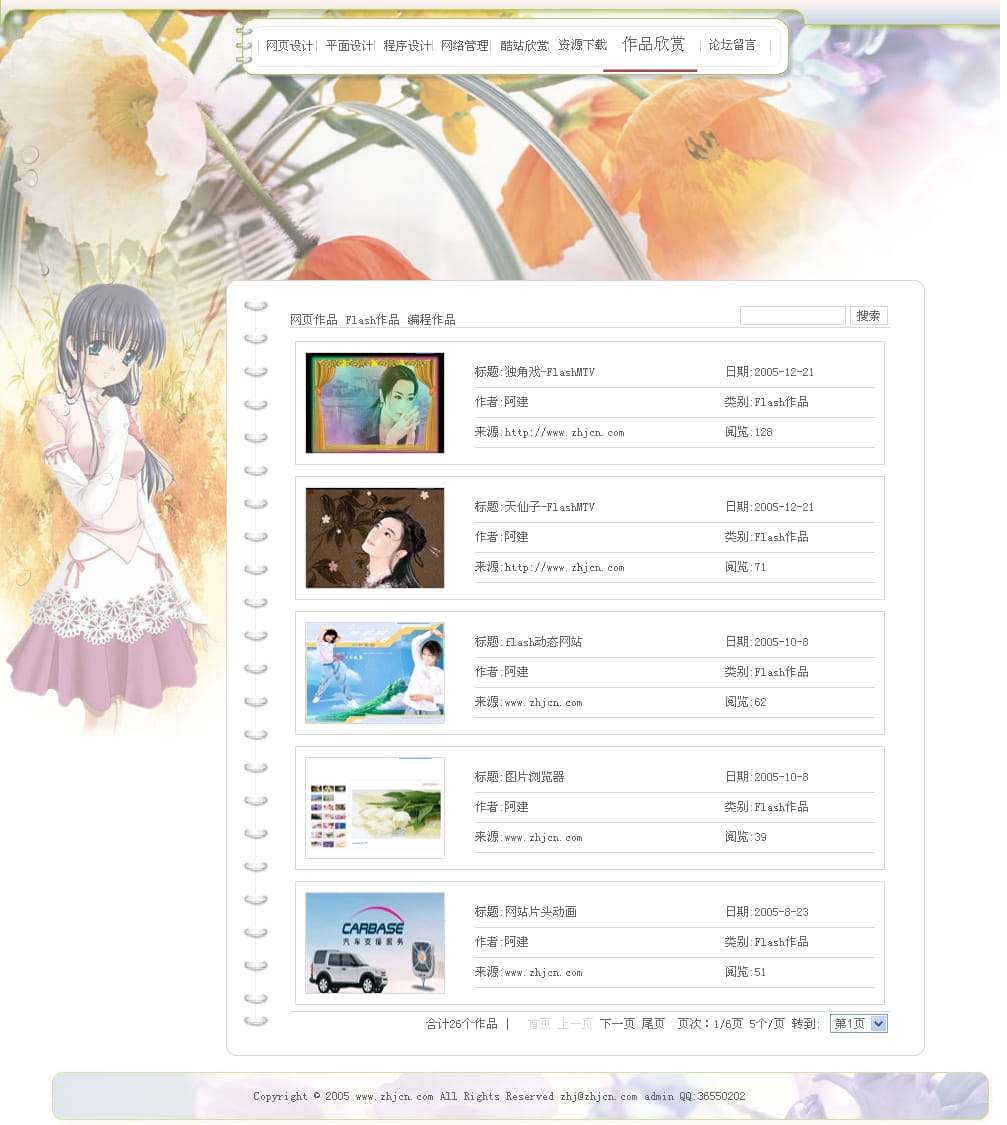 网页设计 平面设计 程序设计 网络管理 酷站欣赏 资源下载 作品欣赏 论坛留言
网页作品 Flash作品 编程作品 搜索
标题:独角戏-FlashMTV 日期:2005-12-21
作者:阿建 类别:Flash作品
来源:http://www.zhjcn.com 阅览:128
标题:天仙子-FlashMTV 日期:2005-12-21
作者:阿建 类别:Flash作品
来源:http://www.zhjcn.com 阅览:71
标题:flash动态网站 日期:2005-10-8
作者:阿建 类别:Flash作品
来源:www.zhjcn.com 阅览:62
标题:图片浏览器 日期:2005-10-8
作者:阿建 类别:Flash作品
来源:www.zhjcn.com 阅览:39
CARBASE
汽车支援服务
标题:网站片头动画 日期:2005-8-23
作者:阿建 类别:Flash作品
来源:www.zhjcn.com 阅览:51
合计26个作品 | 首页 上一页 下一页 尾页 页次：1/6页 5个/页 转到: 第1页
Copyright © 2005 www.zhjcn.com All Rights Reserved zhj@zhjcn.com admin QQ:36550202